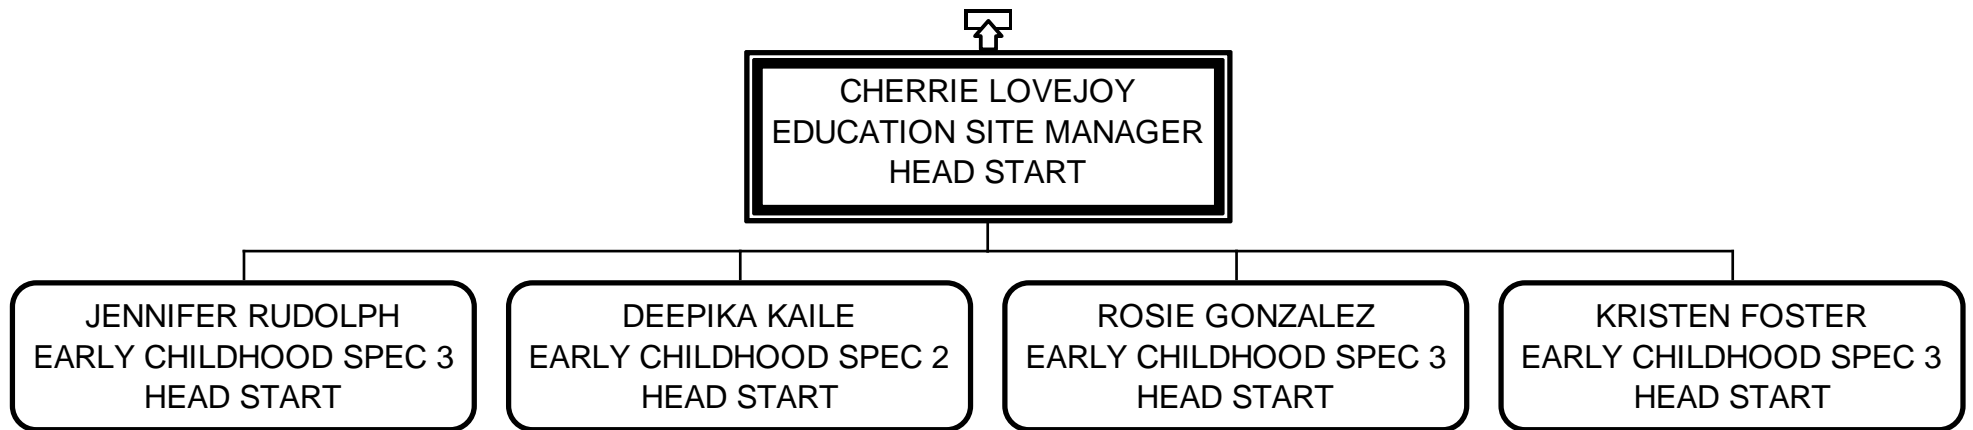 CHERRIE LOVEJOY
EDUCATION SITE MANAGER
HEAD START
JENNIFER RUDOLPH
EARLY CHILDHOOD SPEC 3
HEAD START
DEEPIKA KAILE
EARLY CHILDHOOD SPEC 2
HEAD START
ROSIE GONZALEZ
EARLY CHILDHOOD SPEC 3
HEAD START
KRISTEN FOSTER
EARLY CHILDHOOD SPEC 3
HEAD START